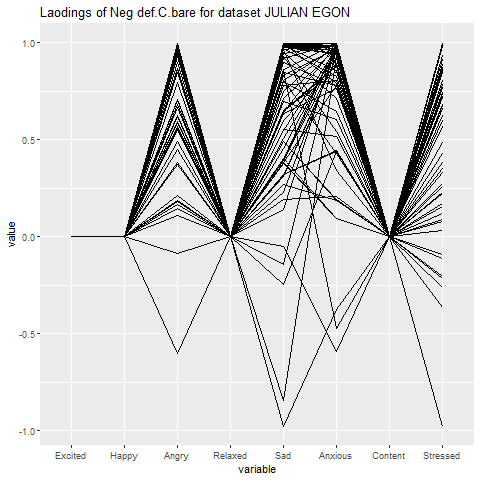 Laodings of Neg def.C.bare for dataset JULIAN EGON
1.0
0.5
0.0
-0.5
-1.0
value
Excited Happy Angry Relaxed Sad Anxious Content Stressed
variable